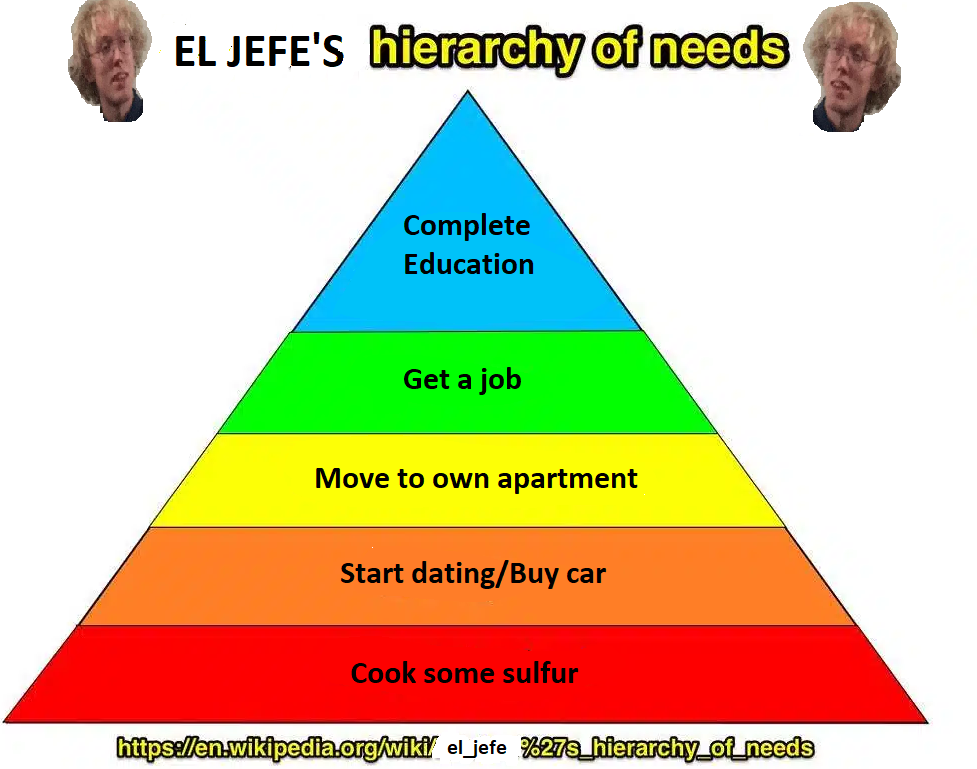 EL JEFE'S hierarchy of needs
Complete
Education
Get a job
Move to own apartment
Start dating/Buy car
Cook some sulfur
https://en.wikipedia.org/wiki/ el_jefe %27s_hierarchy_of_needs